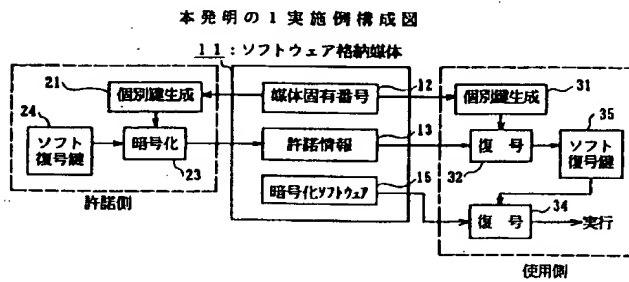 本発明の1実施例構成図
11:ソフトウェア格納媒体
21
個別鍵生成
24
ソフト
復号鍵
暗号化
23
許諾側
媒体固有番号
12
許諾情報
13
暗号化ソフトウェア
15
個別鍵生成
31
35
復号
32
ソフト
復号鍵
復号
34
実行
使用側